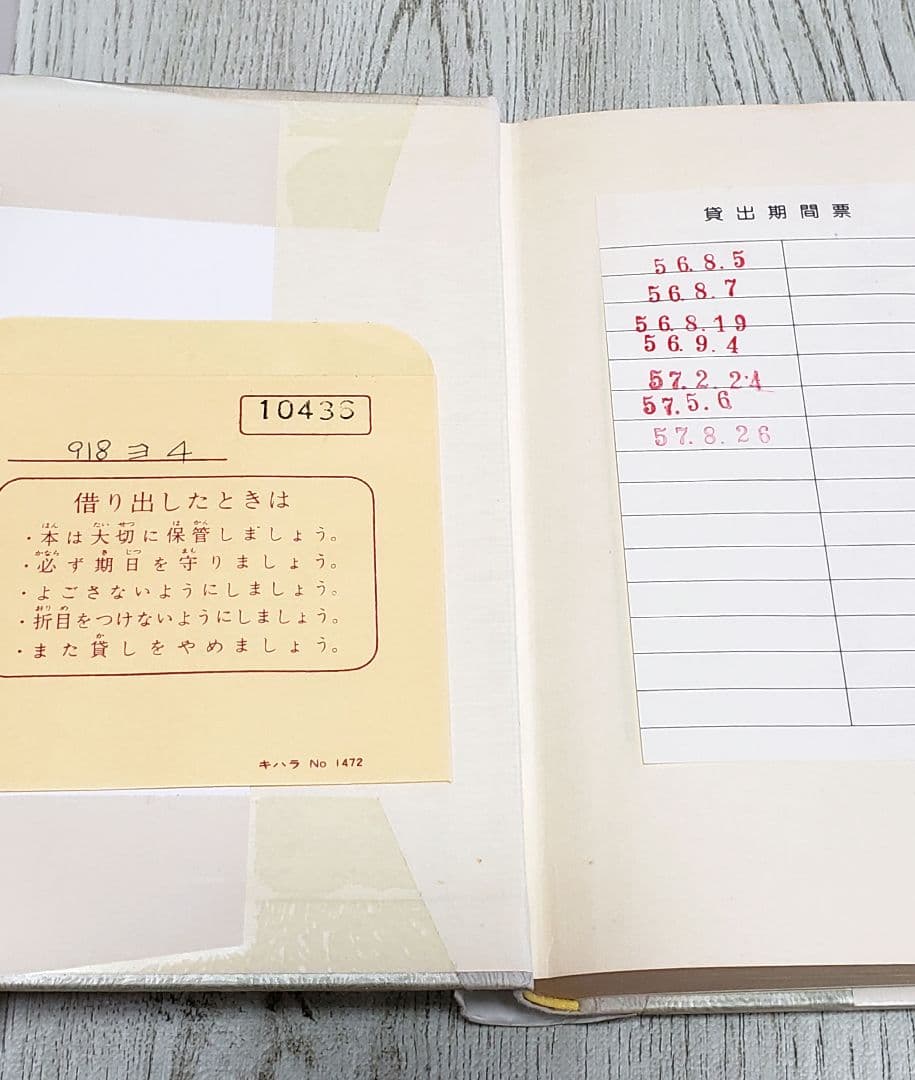 10436
918 ヨ 4
借り出したときは
・本は大切に保管しましょう。
・必ず期日を守りましょう。
・よごさないようにしましょう。
・折目をつけないようにしましょう。
・また貸しをやめましょう。
キハラ No 1472
貸出期間票
56.8.5
56.8.7
56.8.19
56.9.4
57.2.24
57.5.6
57.8.26